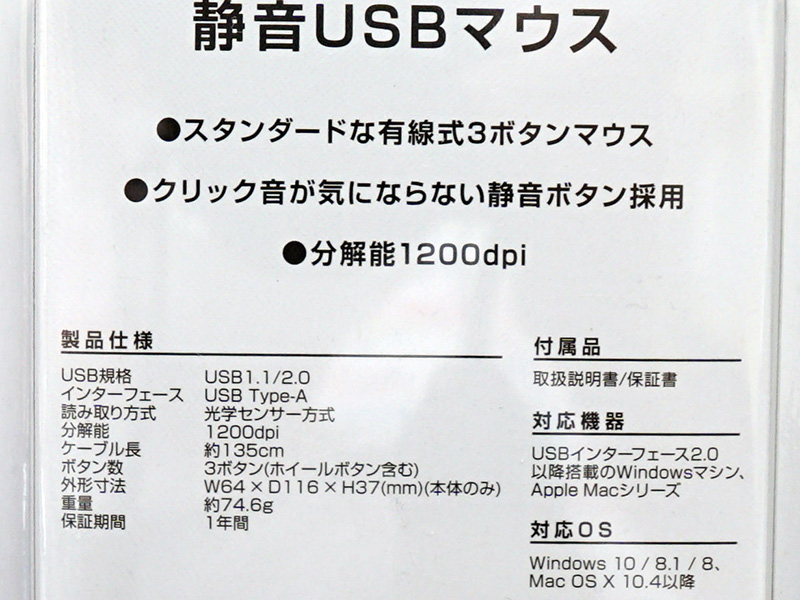 静音USBマウス
●スタンダードな有線式3ボタンマウス
●クリック音が気にならない静音ボタン採用
●分解能1200dpi
製品仕様
USB規格 USB1.1/2.0
インターフェース USB Type-A
読み取り方式 光学センサー方式
分解能 1200dpi
ケーブル長 約135cm
ボタン数 3ボタン(ホイールボタン含む)
外形寸法 W64×D116×H37(mm)(本体のみ)
重量 約74.6g
保証期間 1年間
付属品
取扱説明書/保証書
対応機器
USBインターフェース2.0
以降搭載のWindowsマシン、
Apple Macシリーズ
対応OS
Windows 10 / 8.1 / 8、
Mac OS X 10.4以降